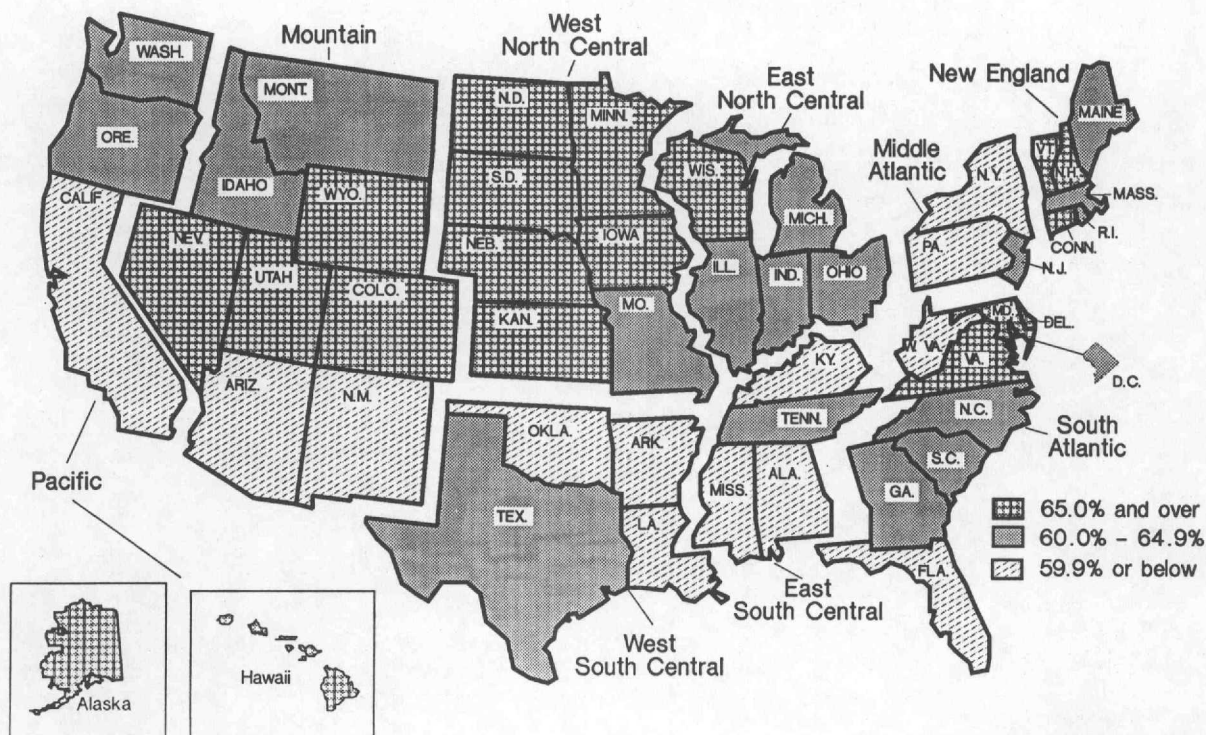 Mountain
West
North Central
East
North Central
New England
Middle
Atlantic
WASH.
MONT.
ORE.
IDAHO
WYO.
CALIF
NEV.
UTAH
COLO.
ARIZ.
N.M.
N.D.
MINN.
S.D.
NEB.
IOWA
KAN.
MO.
WIS.
MICH.
ILL.
IND.
OHIO
MAINE
VT.
N.H.
MASS.
R.I.
CONN.
N.Y.
PA.
N.J.
MD.
DEL.
W. VA.
VA.
D.C.
KY.
TENN.
N.C.
S.C.
GA.
FLA.
South
Atlantic
OKLA.
ARK.
TEX.
LA.
MISS.
ALA.
East
South Central
West
South Central
Pacific
Alaska
Hawaii
65.0% and over
60.0% - 64.9%
59.9% or below